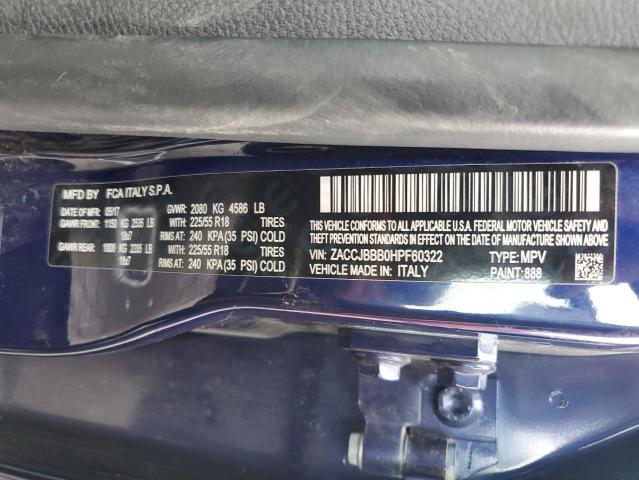 MFD BY FCA ITALY S.P.A.
DATE OF MFR 05/17 GVWR: 2080 KG 4586 LB
GAWR FRONT: 1150 KG 2535 LB WITH 225/55 R18 TIRES
18x7 RIMS AT: 240 KPA(35 PSI) COLD
GAWR REAR: 1000 KG 2205 LB WITH 225/55 R18 TIRES
18x7 RIMS AT: 240 KPA(35 PSI) COLD
THIS VEHICLE CONFORMS TO ALL APPLICABLE U.S.A. FEDERAL MOTOR VEHICLE SAFETY,
BUMPER, AND THEFT PREVENTION STANDARDS IN EFFECT ON THE DATE OF MANUFACTURE SHOWN ABOVE.
VIN: ZACCJBBB0HPF60322 TYPE: MPV
VEHICLE MADE IN: ITALY PAINT: 888